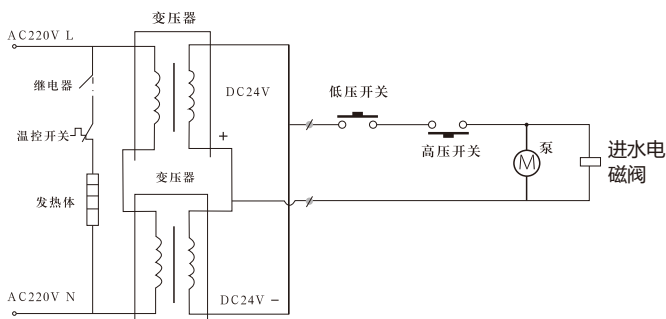 变压器
AC220V L
继电器
DC24V
低压开关
温控开关
+
高压开关
泵
M
进水电
磁阀
变压器
发热体
AC220V N
DC24V −